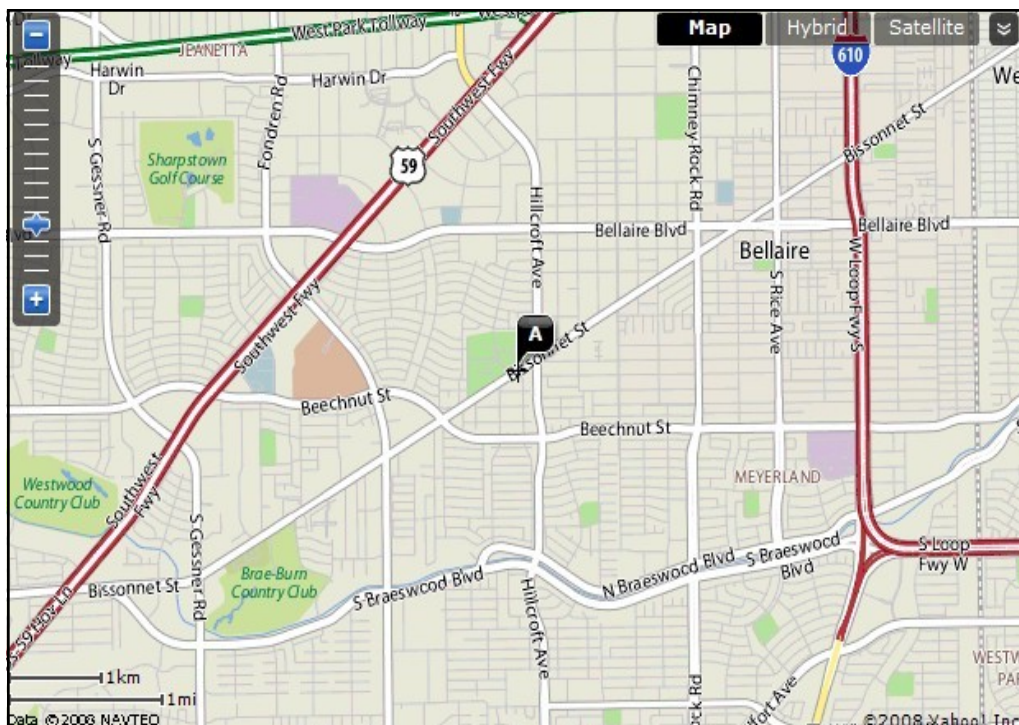 Map
Hybrid
Satellite
West Park Tollway
JEANETTA
Tollway
Harwin
Dr
Harwin Dr
610
Southwest Fwy
Fondren Rd
Chimney Rock Rd
Bissonnet St
S Gessner Rd
Sharpstown
Golf Course
59
Hillcroft Ave
Bellaire Blvd
Bellaire Blvd
Bellaire
S Rice Ave
W Loop Fwy S
Southwest Fwy
A
Bissonnet St
Beechnut St
Beechnut St
MEYERLAND
Westwood
Country Club
Southwest
Fwy
S Gessner Rd
Brae-Burn
Country Club
Bissonnet St
S Braeswood Blvd
N Braeswood Blvd
S Braeswood
Blvd
S Loop
Fwy W
Hillcroft Ave
59 Hov Ln
1km
1mi
Data © 2008 NAVTEQ
©2008 Yahoo! Inc